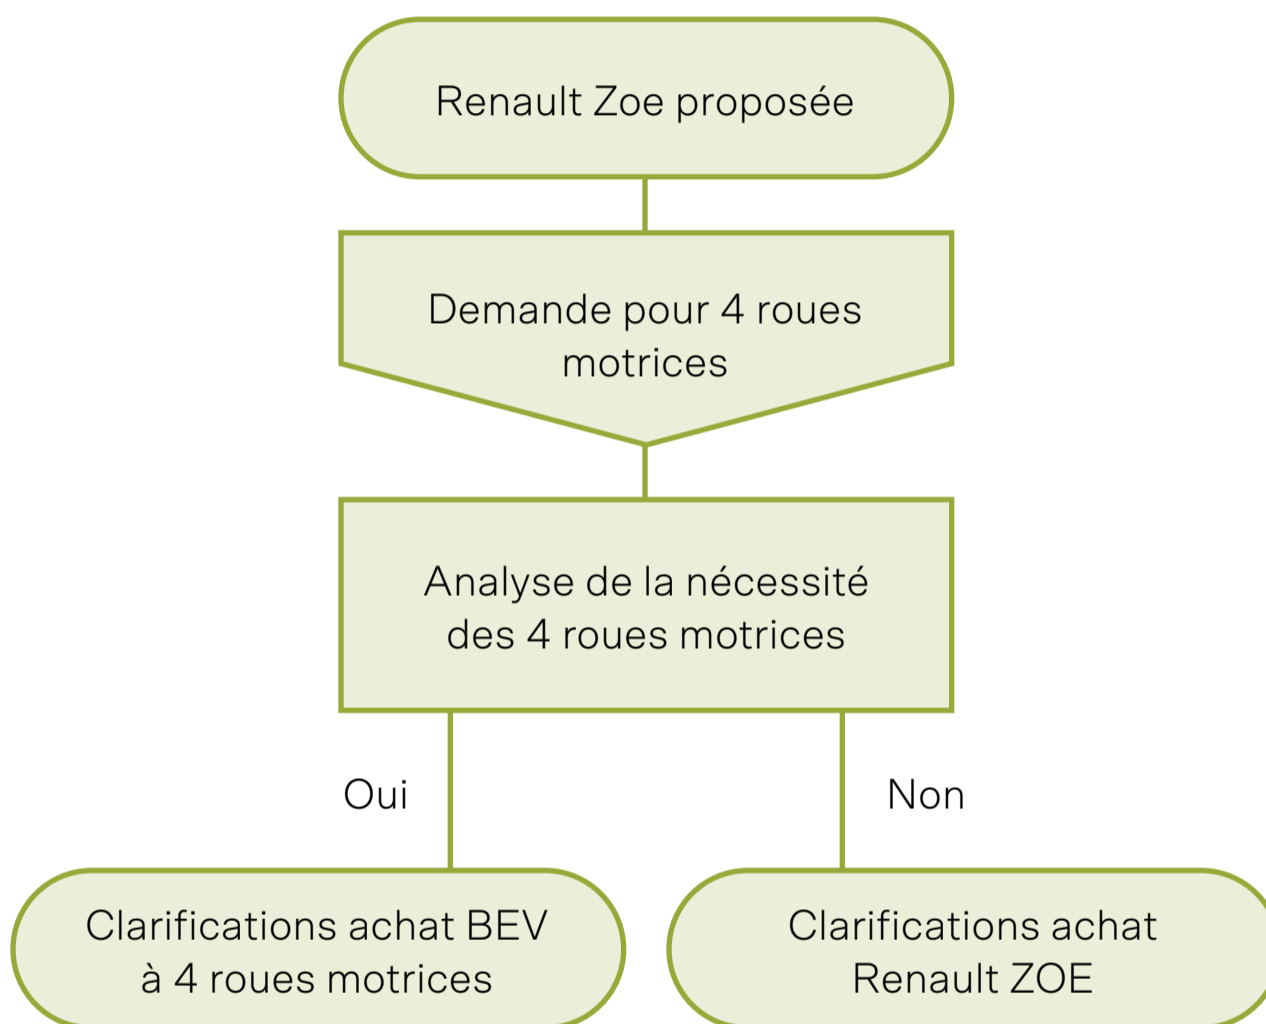 Renault Zoe proposée
Demande pour 4 roues
motrices
Analyse de la nécessité
des 4 roues motrices
Oui
Non
Clarifications achat BEV
à 4 roues motrices
Clarifications achat
Renault ZOE